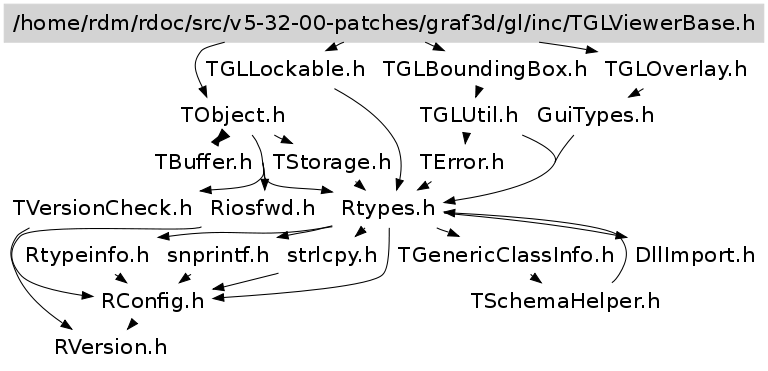 /home/rdm/rdoc/src/v5-32-00-patches/graf3d/gl/inc/TGLViewerBase.h
TGLLockable.h TGLBoundingBox.h TGLOverlay.h
TObject.h TGLUtil.h GuiTypes.h
TBuffer.h TStorage.h TError.h
TVersionCheck.h Riosfwd.h Rtypes.h
Rtypeinfo.h snprintf.h strlcpy.h TGenericClassInfo.h DllImport.h
RConfig.h TSchemaHelper.h
RVersion.h